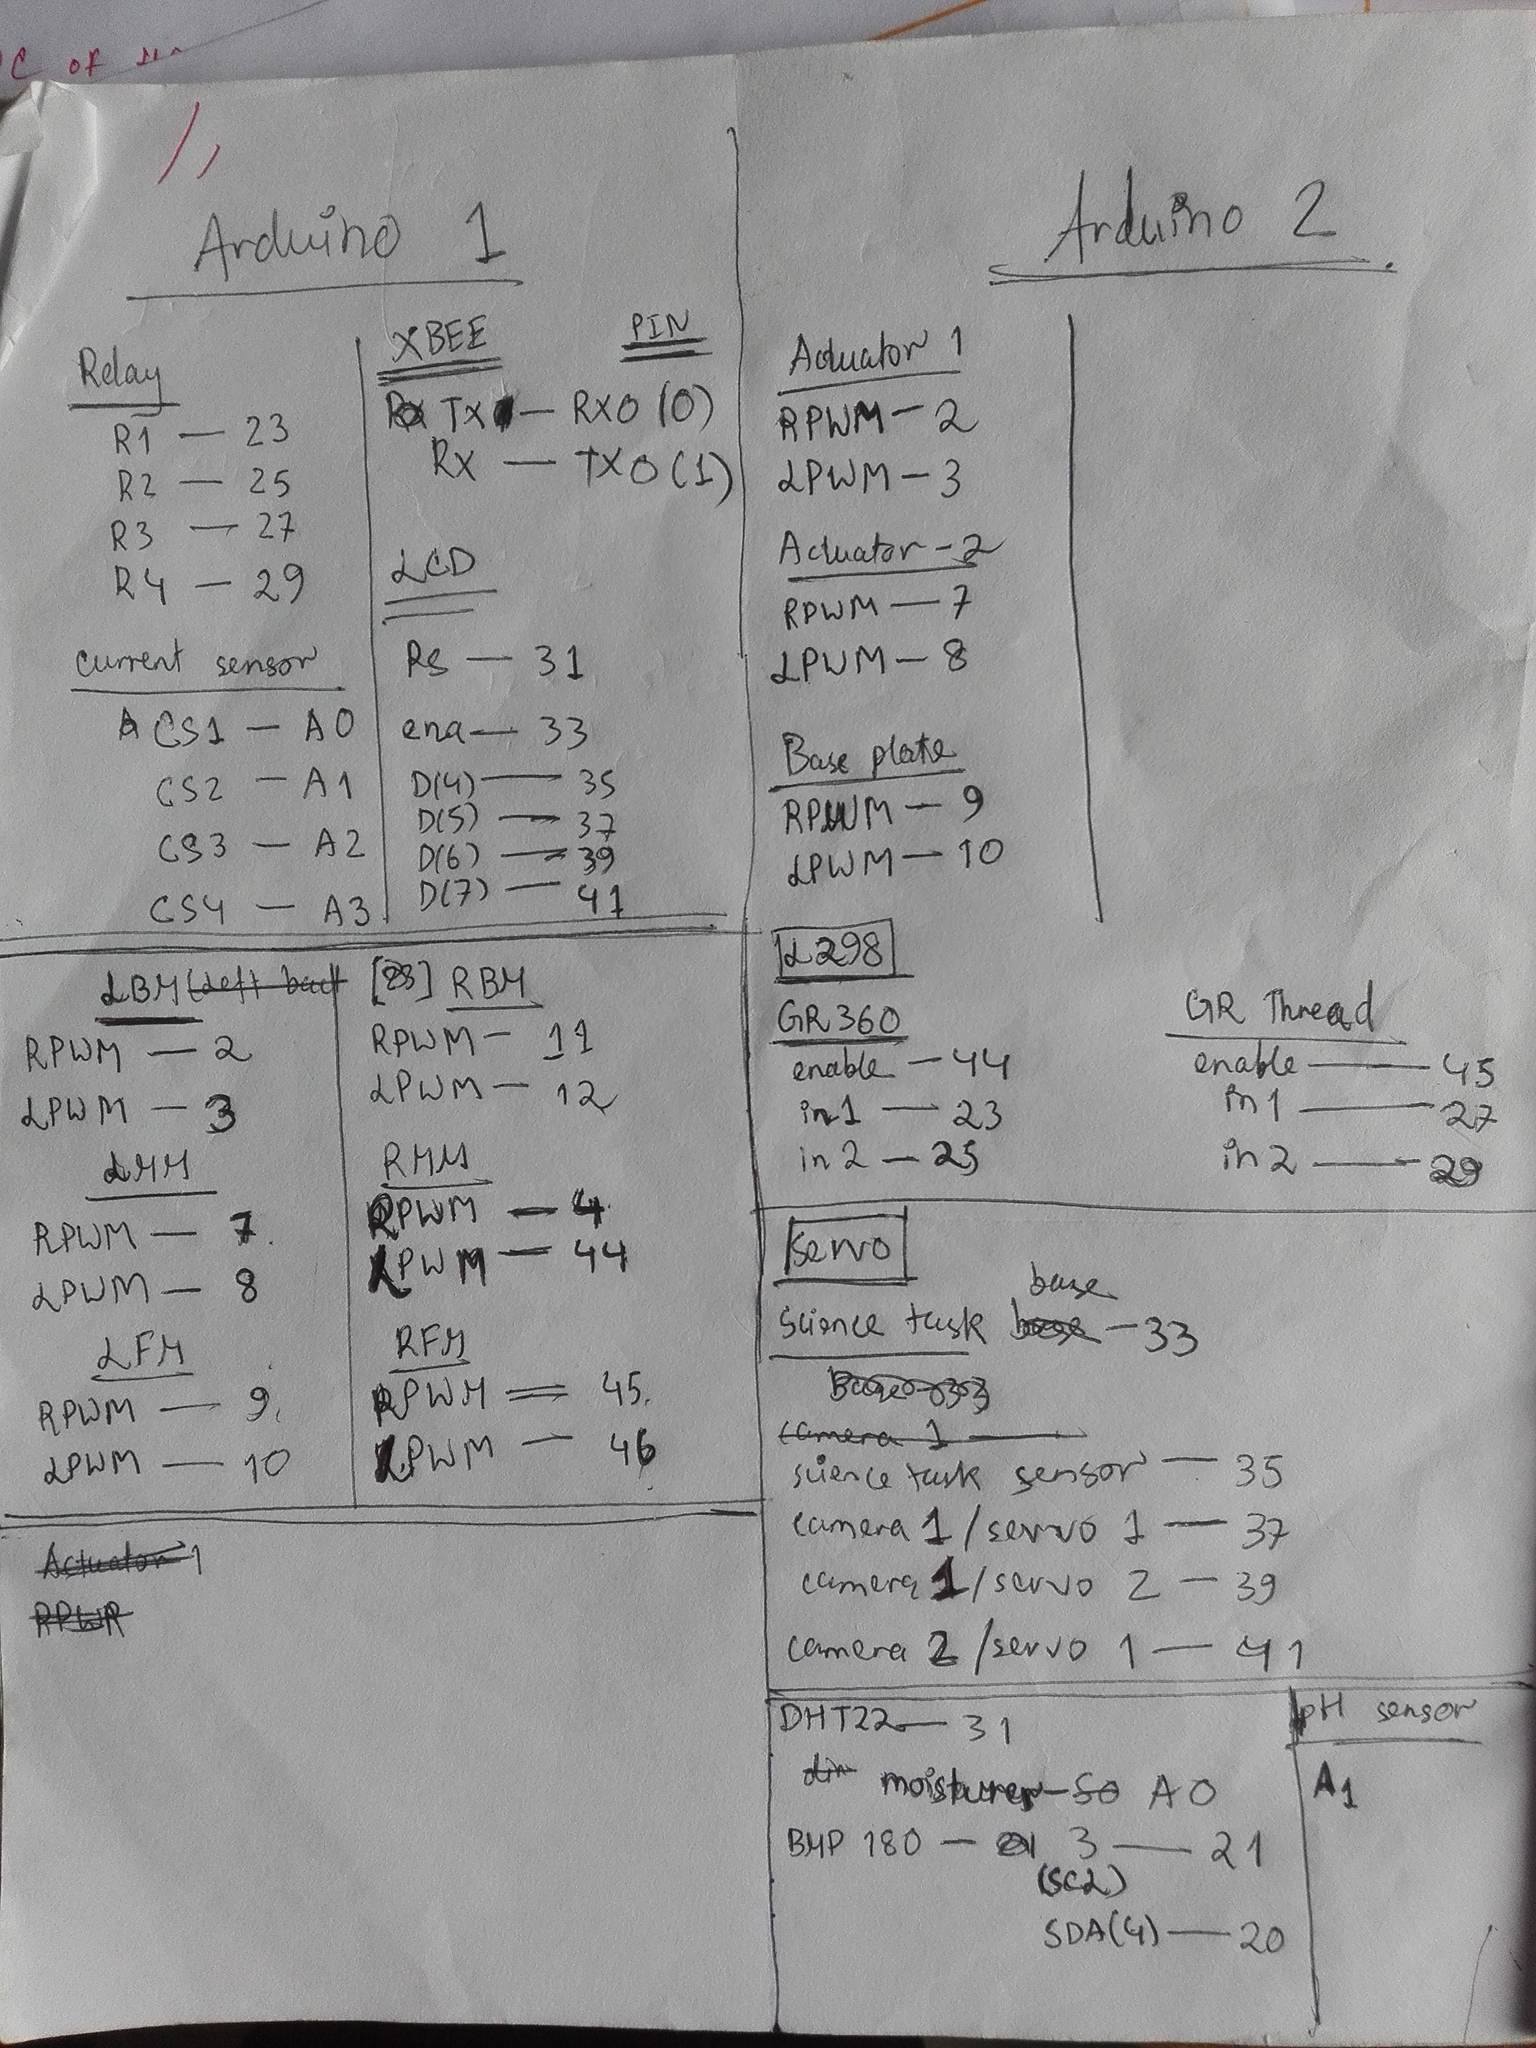 C OF
Arduino 1
Relay
R1 — 23
R2 — 25
R3 — 27
R4 — 29
current sensor
A CS1 — A0
CS2 — A1
CS3 — A2
CS4 — A3
XBEE PIN
Rx Tx — RX0 (0)
Rx — TX0 (1)
LCD
Rs — 31
ena — 33
D(4) — 35
D(5) — 37
D(6) — 39
D(7) — 41
LBM (Left back
RPWM — 2
LPWM — 3
LMM
RPWM — 7.
LPWM — 8
LFM
RPWM — 9.
LPWM — 10
RBM
RPWM — 11
LPWM — 12
RMM
RPWM — 4
LPWM — 44
RFM
RPWM — 45.
LPWM — 46
Actuator 1
RPWR
Arduino 2
Actuator 1
RPWM — 2
LPWM — 3
Actuator - 2
RPWM — 7
LPWM — 8
Base plate
RPWM — 9
LPWM — 10
L298
GR360
enable — 44
in1 — 23
in2 — 25
GR Thread
enable — 45
in1 — 27
in2 — 29
Servo
base
Science task base — 33
Base — 33
camera 1 —
science task sensor — 35
camera 1 / servo 1 — 37
camera 1 / servo 2 — 39
camera 2 / servo 1 — 41
DHT22 — 31
moisture — A0
BMP 180 — 3 — 21
(SCL)
SDA(4) — 20
pH sensor
A1